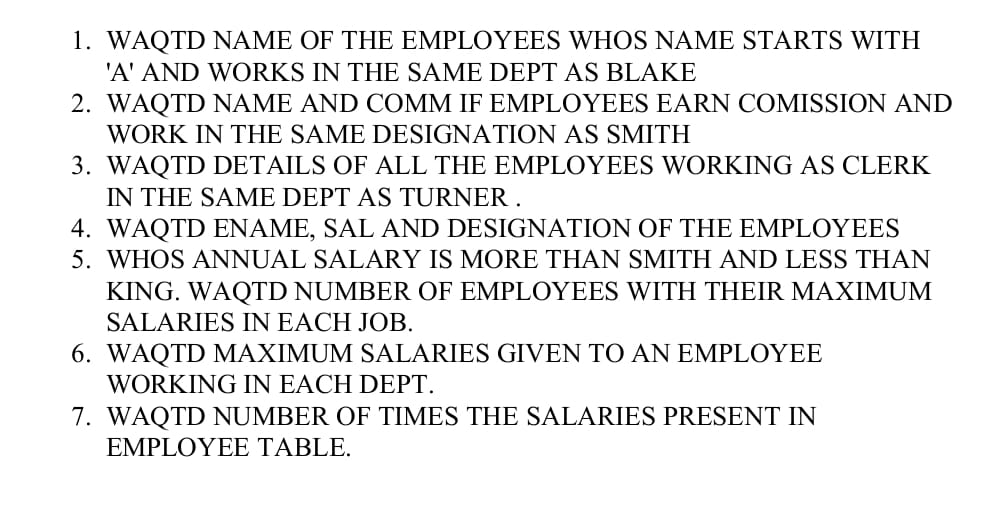 1. WAQTD NAME OF THE EMPLOYEES WHOS NAME STARTS WITH
'A' AND WORKS IN THE SAME DEPT AS BLAKE
2. WAQTD NAME AND COMM IF EMPLOYEES EARN COMISSION AND
WORK IN THE SAME DESIGNATION AS SMITH
3. WAQTD DETAILS OF ALL THE EMPLOYEES WORKING AS CLERK
IN THE SAME DEPT AS TURNER .
4. WAQTD ENAME, SAL AND DESIGNATION OF THE EMPLOYEES
5. WHOS ANNUAL SALARY IS MORE THAN SMITH AND LESS THAN
KING. WAQTD NUMBER OF EMPLOYEES WITH THEIR MAXIMUM
SALARIES IN EACH JOB.
6. WAQTD MAXIMUM SALARIES GIVEN TO AN EMPLOYEE
WORKING IN EACH DEPT.
7. WAQTD NUMBER OF TIMES THE SALARIES PRESENT IN
EMPLOYEE TABLE.